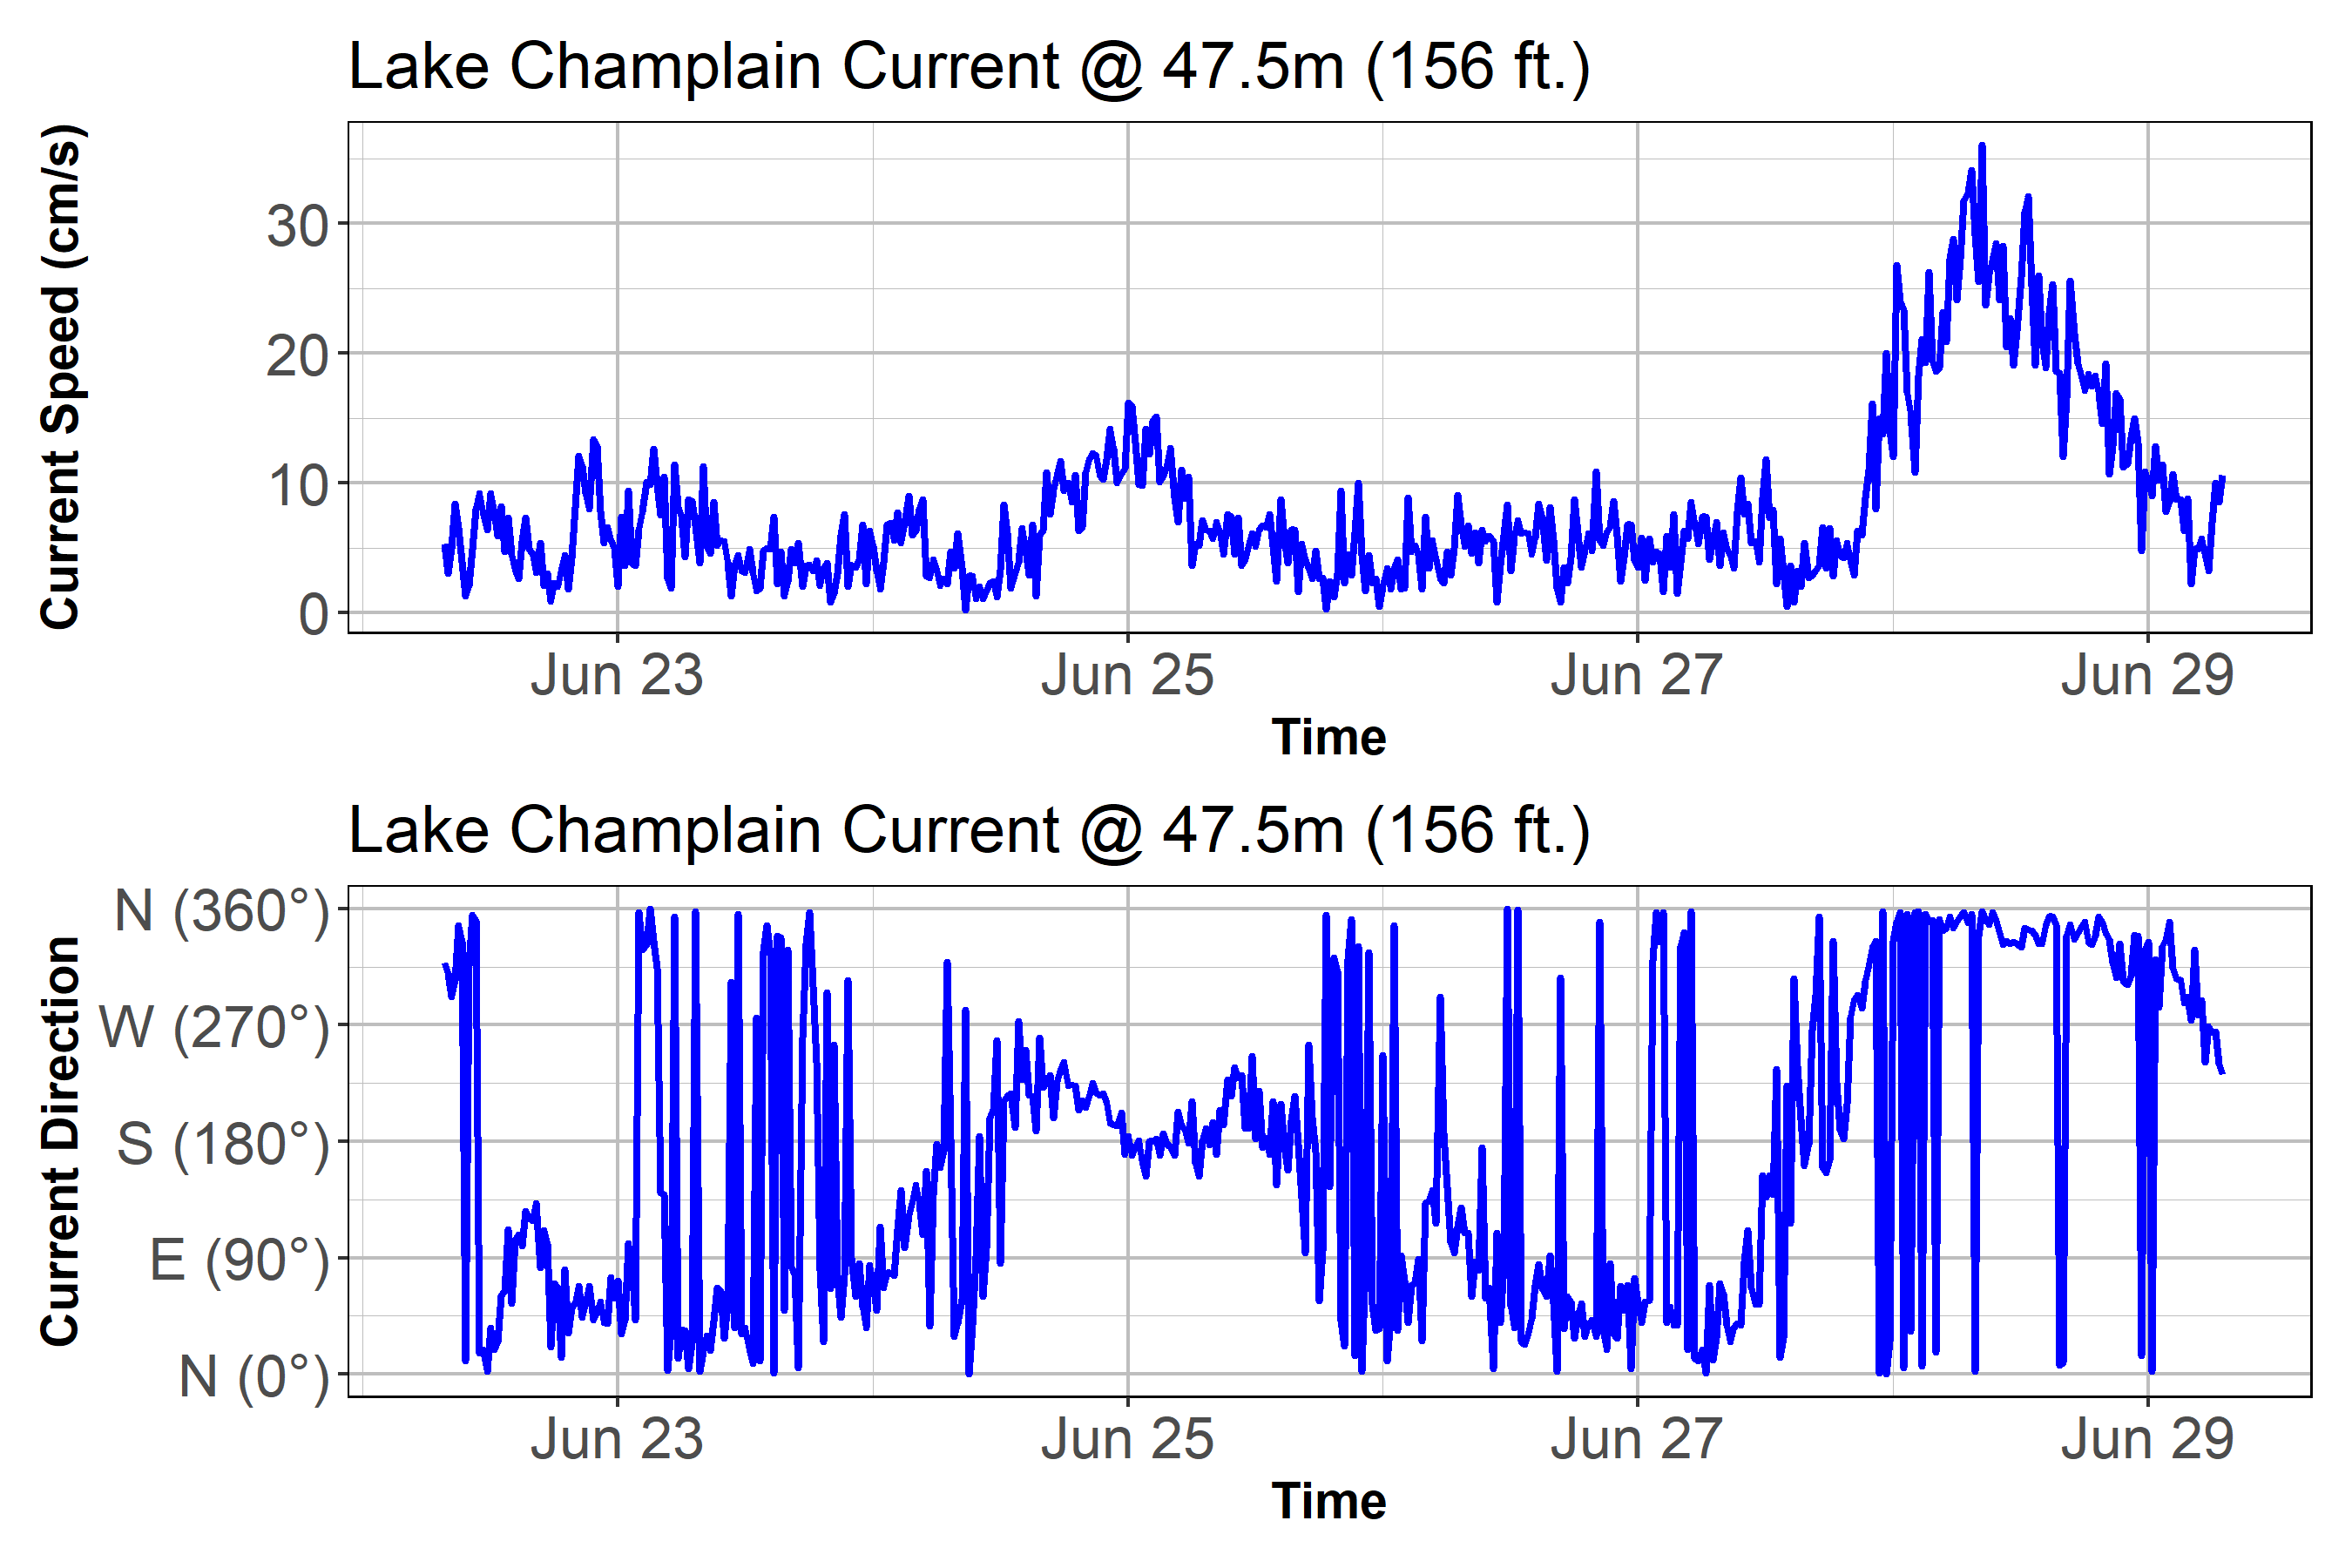 Lake Champlain Current @ 47.5m (156 ft.)
Current Speed (cm/s)
30
20
10
0
Jun 23 Jun 25 Jun 27 Jun 29
Time
Lake Champlain Current @ 47.5m (156 ft.)
Current Direction
N (360°)
W (270°)
S (180°)
E (90°)
N (0°)
Jun 23 Jun 25 Jun 27 Jun 29
Time